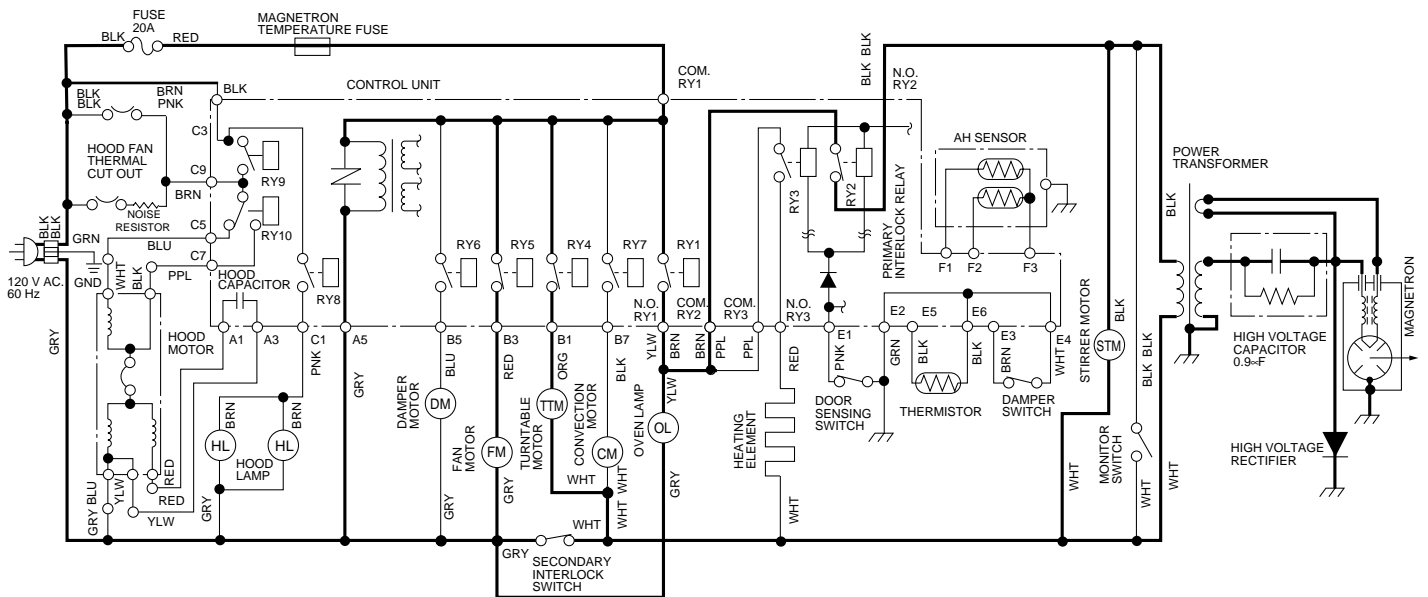 FUSE
20A
BLK
RED
MAGNETRON
TEMPERATURE FUSE
BLK
CONTROL UNIT
COM.
RY1
BLK
BLK
N.O.
RY2
BLK
BLK
BRN
PNK
HOOD FAN
THERMAL
CUT OUT
C3
C9
BRN
RY9
NOISE
RESISTOR
C5
RY10
BLK
BLK
GRN
GND
120 V AC.
60 Hz
BLU
C7
PPL
WHT
BLK
HOOD
CAPACITOR
HOOD
MOTOR
A1
A3
C1
RY8
A5
RY6
RY5
RY4
RY7
RY1
B5
B3
B1
B7
N.O.
RY1
COM.
RY2
COM.
RY3
N.O.
RY3
RY3
RY2
PRIMARY
INTERLOCK RELAY
AH SENSOR
F1
F2
F3
E1
E2
E5
E6
E3
E4
POWER
TRANSFORMER
BLK
GRY
PNK
GRY
BLU
RED
ORG
BLK
YLW
BRN
BRN
PPL
PPL
RED
PNK
GRN
BLK
BLK
BRN
WHT
DAMPER
MOTOR
DM
FAN
MOTOR
FM
TURNTABLE
MOTOR
TTM
CONVECTION
MOTOR
CM
OVEN LAMP
YLW
OL
HEATING
ELEMENT
DOOR
SENSING
SWITCH
THERMISTOR
DAMPER
SWITCH
STIRRER MOTOR
STM
BLK
BLK
BLK
MONITOR
SWITCH
HIGH VOLTAGE
CAPACITOR
0.9∝F
MAGNETRON
HIGH VOLTAGE
RECTIFIER
BRN
BRN
HL
HL
HOOD
LAMP
RED
RED
YLW
YLW
BLU
GRY
GRY
GRY
GRY
WHT
WHT
WHT
WHT
GRY
WHT
WHT
WHT
WHT
GRY
SECONDARY
INTERLOCK
SWITCH